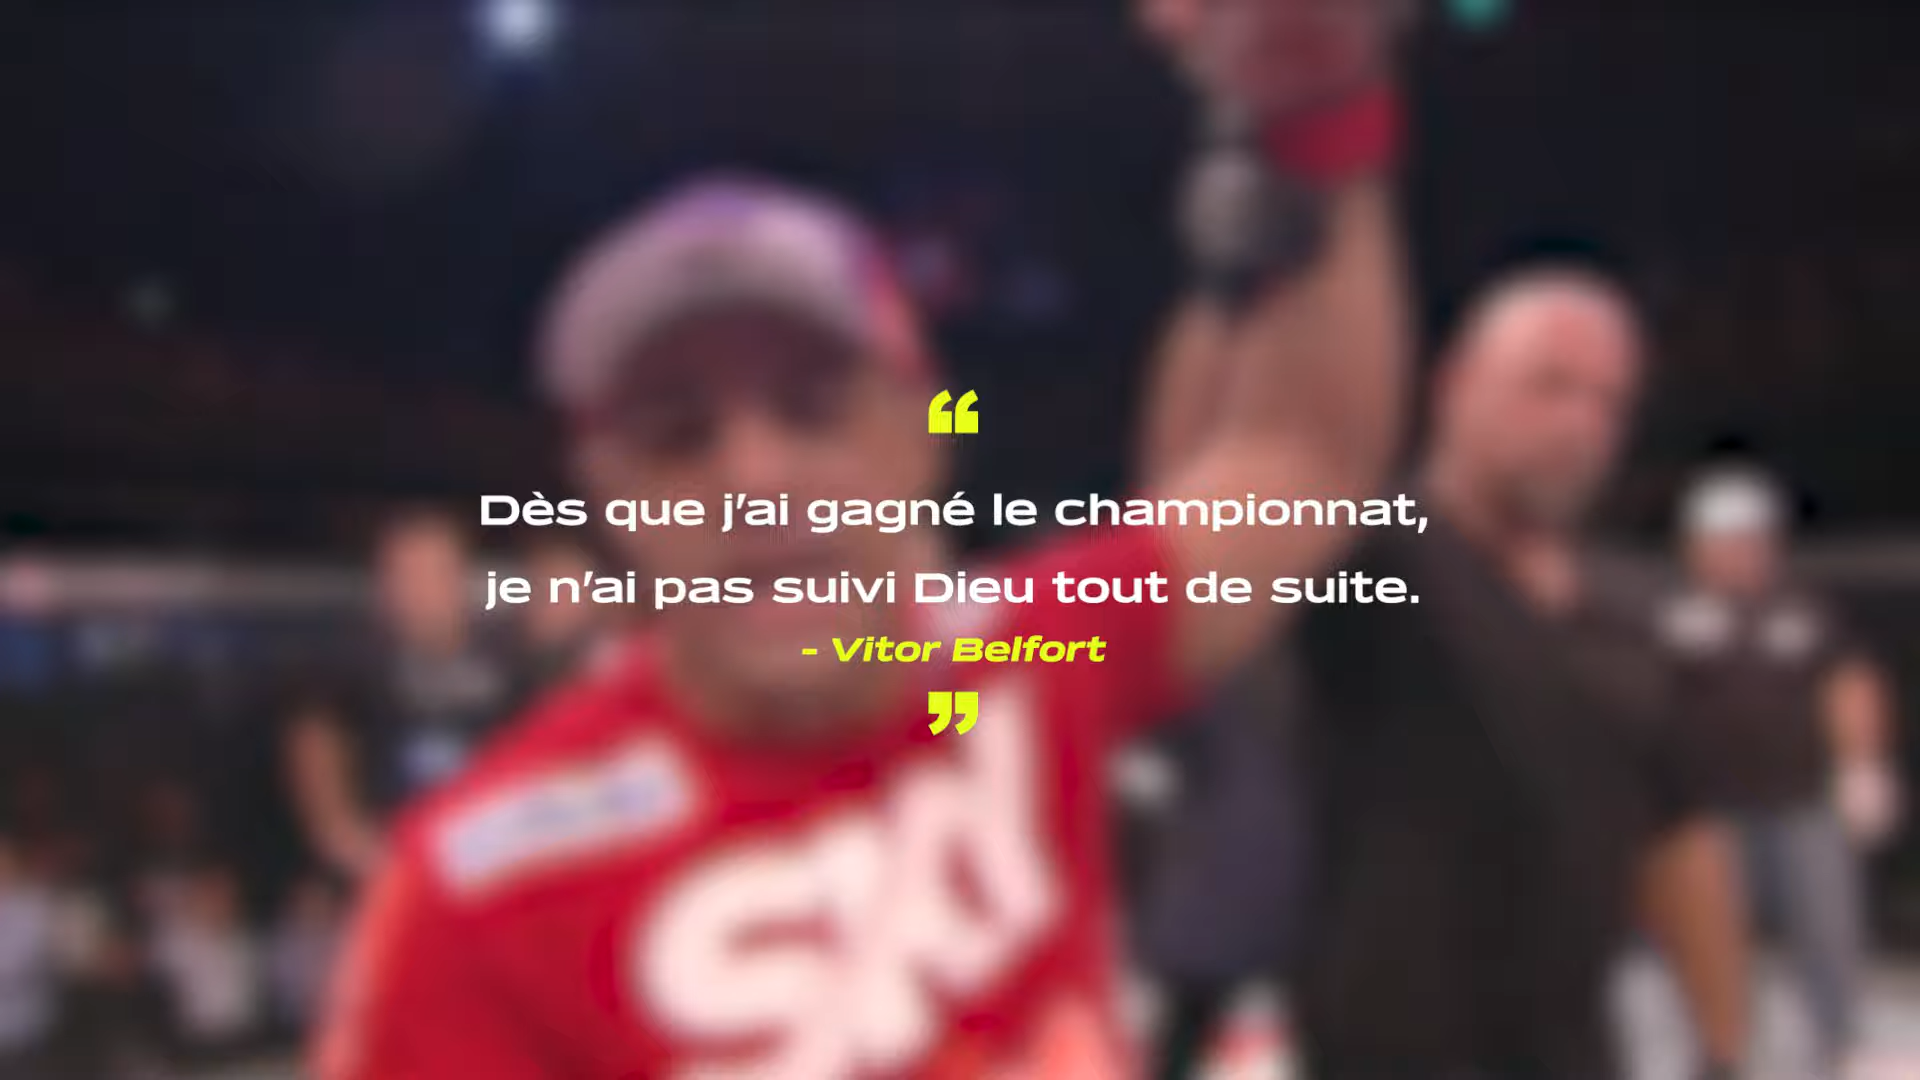 “
Dès que j’ai gagné le championnat,
je n’ai pas suivi Dieu tout de suite.
- Vitor Belfort
”